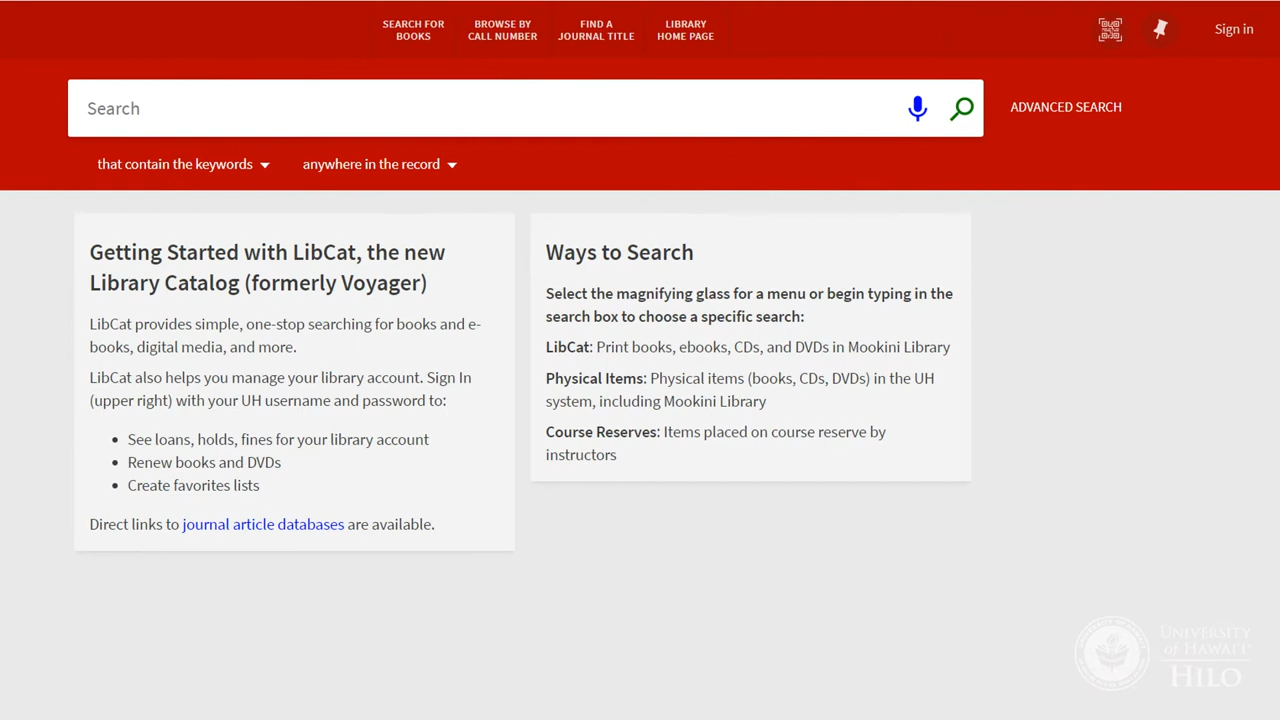 SEARCH FOR
BOOKS
BROWSE BY
CALL NUMBER
FIND A
JOURNAL TITLE
LIBRARY
HOME PAGE
Sign in
Search
ADVANCED SEARCH
that contain the keywords
anywhere in the record
Getting Started with LibCat, the new
Library Catalog (formerly Voyager)
LibCat provides simple, one-stop searching for books and e-
books, digital media, and more.
LibCat also helps you manage your library account. Sign In
(upper right) with your UH username and password to:
• See loans, holds, fines for your library account
• Renew books and DVDs
• Create favorites lists
Direct links to journal article databases are available.
Ways to Search
Select the magnifying glass for a menu or begin typing in the
search box to choose a specific search:
LibCat: Print books, ebooks, CDs, and DVDs in Mookini Library
Physical Items: Physical items (books, CDs, DVDs) in the UH
system, including Mookini Library
Course Reserves: Items placed on course reserve by
instructors
UNIVERSITY
of HAWAI‘I®
HILO